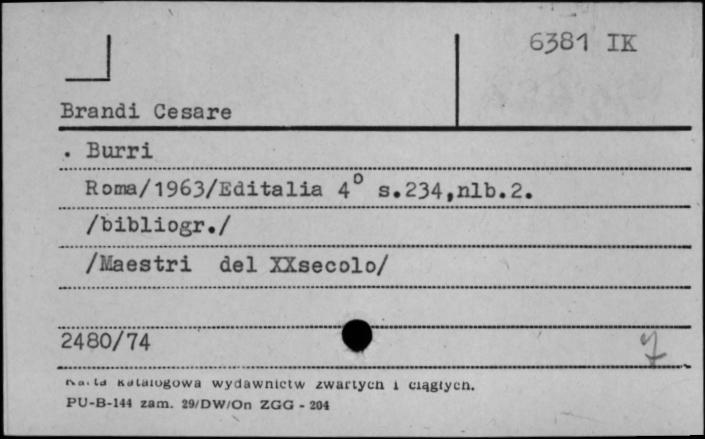 6381 IK
Brandi Cesare
. Burri
Roma/1963/Editalia 4° s.234,nlb.2.
/bibliogr./
/Maestri del XXsecolo/
2480/74
Karta katalogowa wydawnictw zwartych i ciągłych.
PU-B-144 zam. 29/DW/On ZGG - 204